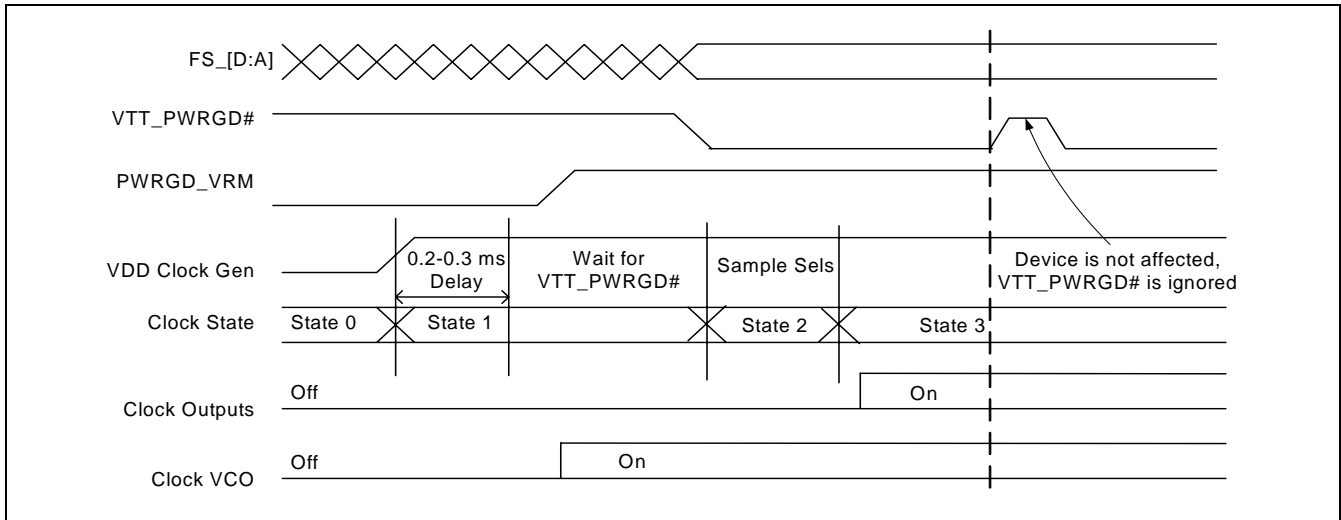 FS_[D:A]
VTT_PWRGD#
PWRGD_VRM
VDD Clock Gen
0.2-0.3 ms
Delay
Wait for
VTT_PWRGD#
Sample Sels
Device is not affected,
VTT_PWRGD# is ignored
Clock State
State 0
State 1
State 2
State 3
Clock Outputs
Off
On
Clock VCO
Off
On